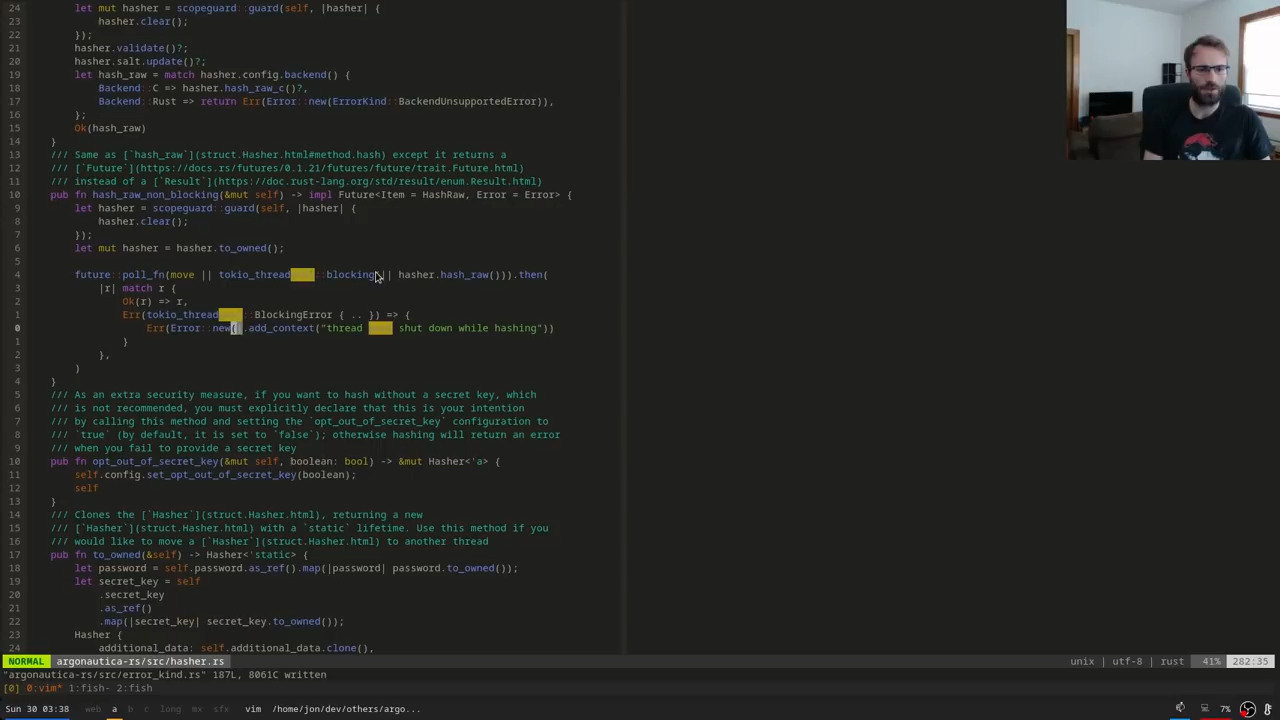 24 let mut hasher = scopeguard::guard(self, |hasher| {
23 hasher.clear();
22 });
21 hasher.validate()?;
20 hasher.salt.update()?;
19 let hash_raw = match hasher.config.backend() {
18 Backend::C => hasher.hash_raw_c()?,
17 Backend::Rust => return Err(Error::new(ErrorKind::BackendUnsupportedError)),
16 };
15 Ok(hash_raw)
14 }
13 /// Same as [`hash_raw`](struct.Hasher.html#method.hash) except it returns a
12 /// [`Future`](https://docs.rs/futures/0.1.21/futures/future/trait.Future.html)
11 /// instead of a [`Result`](https://doc.rust-lang.org/std/result/enum.Result.html)
10 pub fn hash_raw_non_blocking(&mut self) -> impl Future<Item = HashRaw, Error = Error> {
9 let hasher = scopeguard::guard(self, |hasher| {
8 hasher.clear();
7 });
6 let mut hasher = hasher.to_owned();
5
4 future::poll_fn(move || tokio_thread::blocking(|| hasher.hash_raw())).then(
3 |r| match r {
2 Ok(r) => r,
1 Err(tokio_thread::BlockingError { .. }) => {
0 Err(Error::new().add_context("thread shut down while hashing"))
1 }
2 },
3 )
4 }
5 /// As an extra security measure, if you want to hash without a secret key, which
6 /// is not recommended, you must explicitly declare that this is your intention
7 /// by calling this method and setting the `opt_out_of_secret_key` configuration to
8 /// `true` (by default, it is set to `false`); otherwise hashing will return an error
9 /// when you fail to provide a secret key
10 pub fn opt_out_of_secret_key(&mut self, boolean: bool) -> &mut Hasher<'a> {
11 self.config.set_opt_out_of_secret_key(boolean);
12 self
13 }
14 /// Clones the [`Hasher`](struct.Hasher.html), returning a new
15 /// [`Hasher`](struct.Hasher.html) with a `static` lifetime. Use this method if you
16 /// would like to move a [`Hasher`](struct.Hasher.html) to another thread
17 pub fn to_owned(&self) -> Hasher<'static> {
18 let password = self.password.as_ref().map(|password| password.to_owned());
19 let secret_key = self
20 .secret_key
21 .as_ref()
22 .map(|secret_key| secret_key.to_owned());
23 Hasher {
24 additional_data: self.additional_data.clone(),
NORMAL argonautica-rs/src/hasher.rs unix | utf-8 | rust 41% 282:35
"argonautica-rs/src/error_kind.rs" 187L, 8061C written
[0] 0:vim* 1:fish- 2:fish
Sun 30 03:38 web a b c long mx sfx vim /home/jon/dev/others/argo... 7%